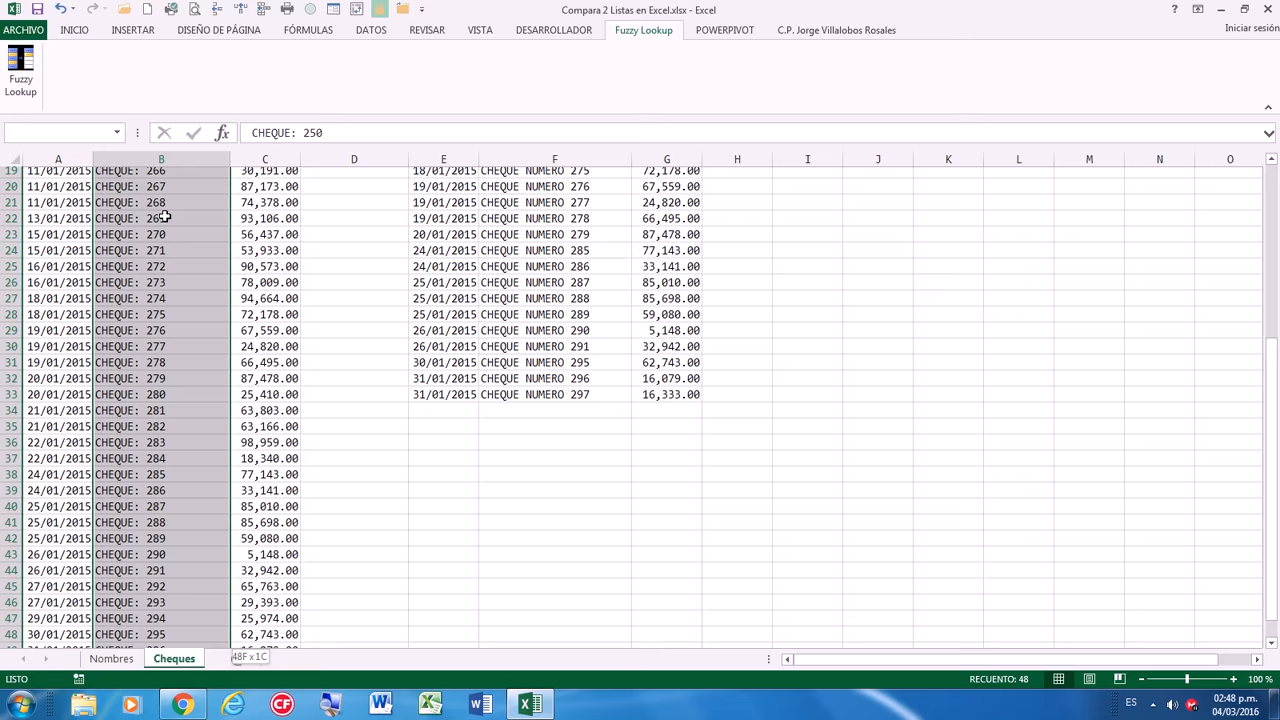 Compara 2 Listas en Excel.xlsx - Excel
ARCHIVO INICIO INSERTAR DISEÑO DE PÁGINA FÓRMULAS DATOS REVISAR VISTA DESARROLLADOR Fuzzy Lookup POWERPIVOT C.P. Jorge Villalobos Rosales Iniciar sesión
Fuzzy
Lookup
fx CHEQUE: 250
A B C D E F G H I J K L M N O
19 11/01/2015 CHEQUE: 266 30,191.00 18/01/2015 CHEQUE NUMERO 275 72,178.00
20 11/01/2015 CHEQUE: 267 87,173.00 19/01/2015 CHEQUE NUMERO 276 67,559.00
21 11/01/2015 CHEQUE: 268 74,378.00 19/01/2015 CHEQUE NUMERO 277 24,820.00
22 13/01/2015 CHEQUE: 269 93,106.00 19/01/2015 CHEQUE NUMERO 278 66,495.00
23 15/01/2015 CHEQUE: 270 56,437.00 20/01/2015 CHEQUE NUMERO 279 87,478.00
24 15/01/2015 CHEQUE: 271 53,933.00 24/01/2015 CHEQUE NUMERO 285 77,143.00
25 16/01/2015 CHEQUE: 272 90,573.00 24/01/2015 CHEQUE NUMERO 286 33,141.00
26 16/01/2015 CHEQUE: 273 78,009.00 25/01/2015 CHEQUE NUMERO 287 85,010.00
27 18/01/2015 CHEQUE: 274 94,664.00 25/01/2015 CHEQUE NUMERO 288 85,698.00
28 18/01/2015 CHEQUE: 275 72,178.00 25/01/2015 CHEQUE NUMERO 289 59,080.00
29 19/01/2015 CHEQUE: 276 67,559.00 26/01/2015 CHEQUE NUMERO 290 5,148.00
30 19/01/2015 CHEQUE: 277 24,820.00 26/01/2015 CHEQUE NUMERO 291 32,942.00
31 19/01/2015 CHEQUE: 278 66,495.00 30/01/2015 CHEQUE NUMERO 295 62,743.00
32 20/01/2015 CHEQUE: 279 87,478.00 31/01/2015 CHEQUE NUMERO 296 16,079.00
33 20/01/2015 CHEQUE: 280 25,410.00 31/01/2015 CHEQUE NUMERO 297 16,333.00
34 21/01/2015 CHEQUE: 281 63,803.00
35 21/01/2015 CHEQUE: 282 63,166.00
36 22/01/2015 CHEQUE: 283 98,959.00
37 22/01/2015 CHEQUE: 284 18,340.00
38 24/01/2015 CHEQUE: 285 77,143.00
39 24/01/2015 CHEQUE: 286 33,141.00
40 25/01/2015 CHEQUE: 287 85,010.00
41 25/01/2015 CHEQUE: 288 85,698.00
42 25/01/2015 CHEQUE: 289 59,080.00
43 26/01/2015 CHEQUE: 290 5,148.00
44 26/01/2015 CHEQUE: 291 32,942.00
45 27/01/2015 CHEQUE: 292 65,763.00
46 27/01/2015 CHEQUE: 293 29,393.00
47 29/01/2015 CHEQUE: 294 25,974.00
48 30/01/2015 CHEQUE: 295 62,743.00
Nombres Cheques 48F x 1C
LISTO RECUENTO: 48 100 %
ES 02:48 p.m.
04/03/2016